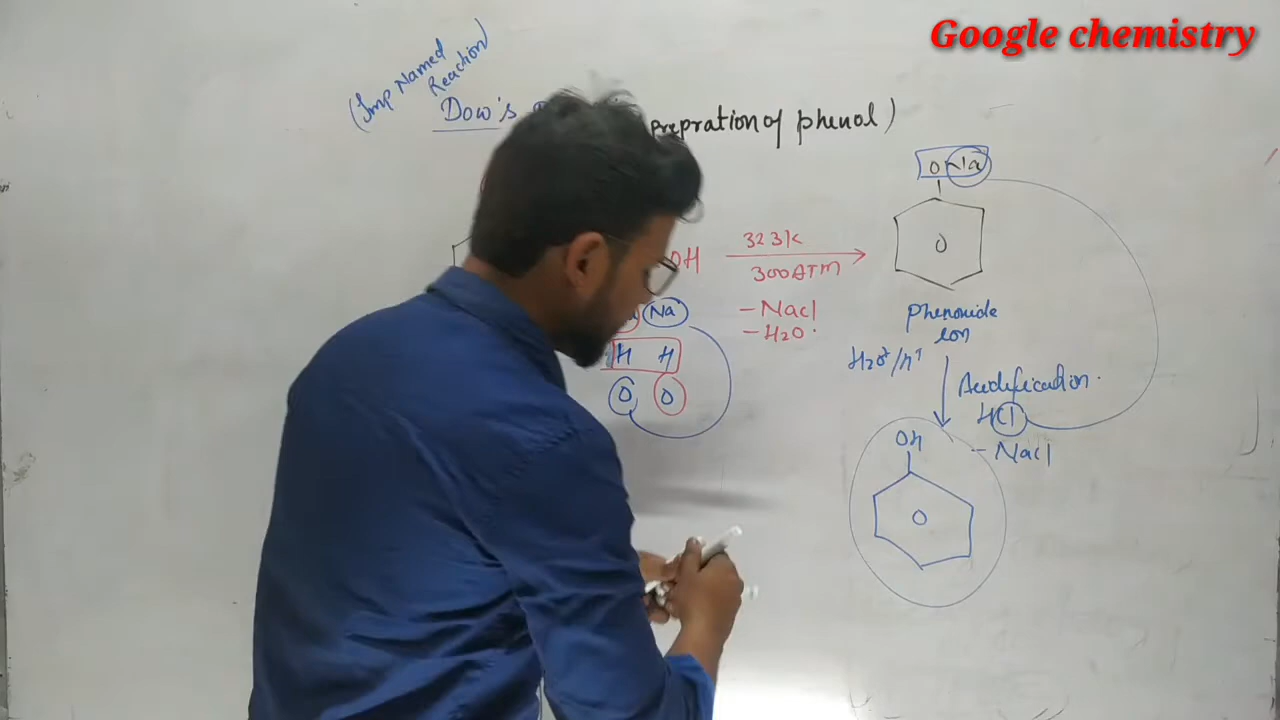 Google chemistry
(Imp Named
Reaction)
Dow's
prepration of phenol)
ONa
OH
323K
300ATM
-Nacl
-H2O
Na
H H
O O
O
phenoxide
Ion
H2O+/H+
Acidification.
HCl
-Nacl
OH
O